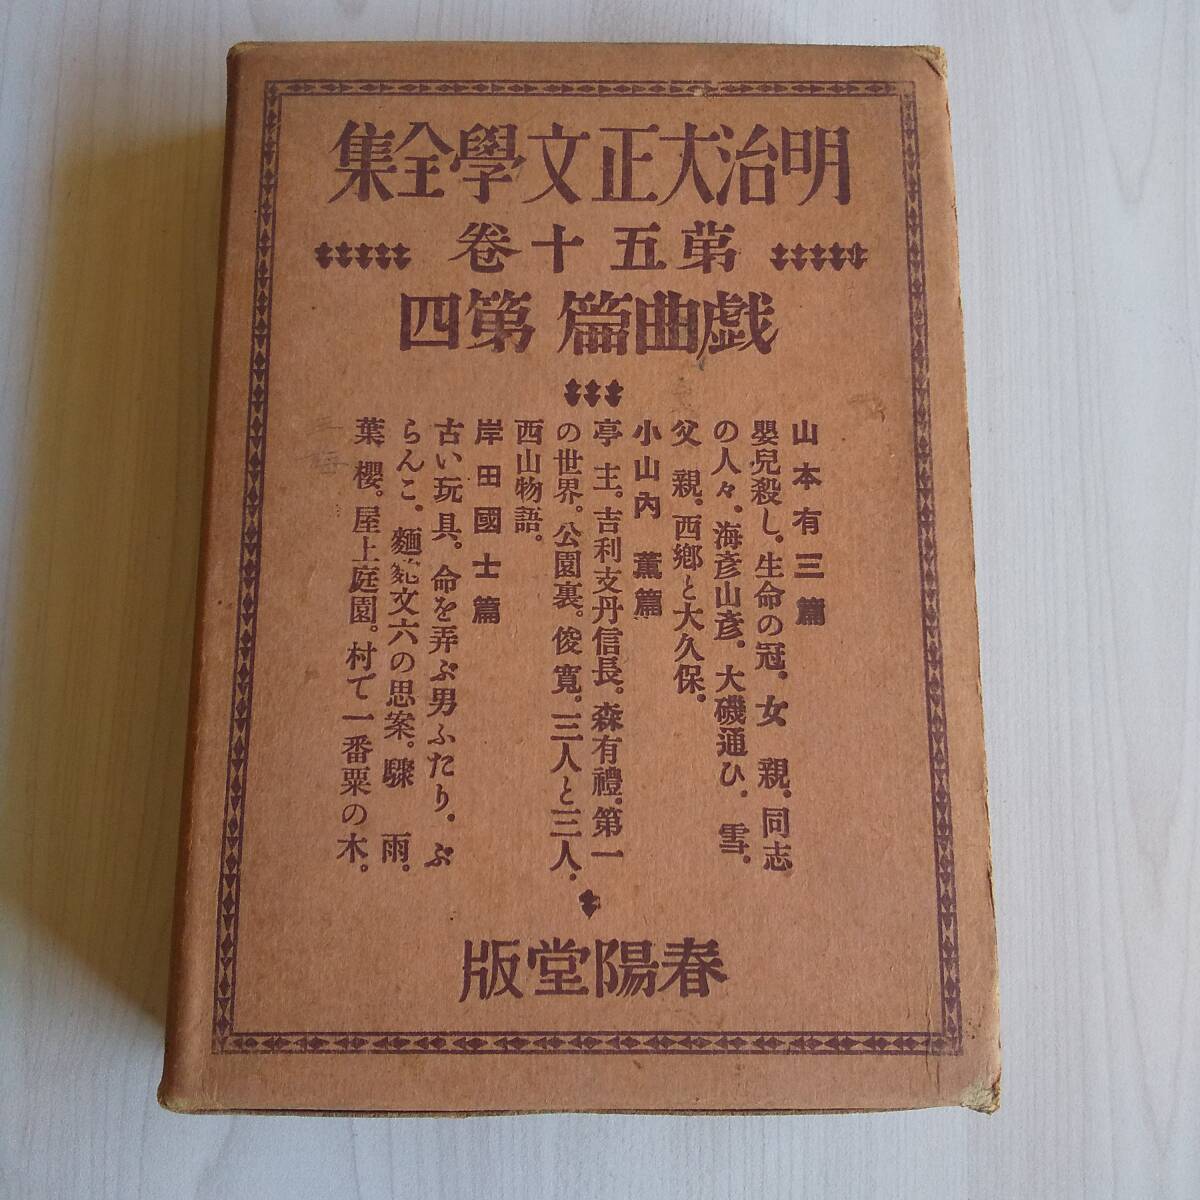 明治大正文學全集
第五十卷
戯曲篇 第四
山本有三篇
嬰兒殺し。生命の冠。女 親。同志
の人々。海彦山彦。大磯通ひ。雪。
父 親。西鄕と大久保。
小山內 薫篇
亭 主。吉利支丹信長。森有禮。第一
の世界。公園裏。俊寛。三人と三人。
西山物語。
岸田國士篇
古い玩具。命を弄ぶ男ふたり。ぶ
らんこ。麵麭文六の思案。驟 雨。
葉 櫻。屋上庭園。村で一番栗の木。
春陽堂版